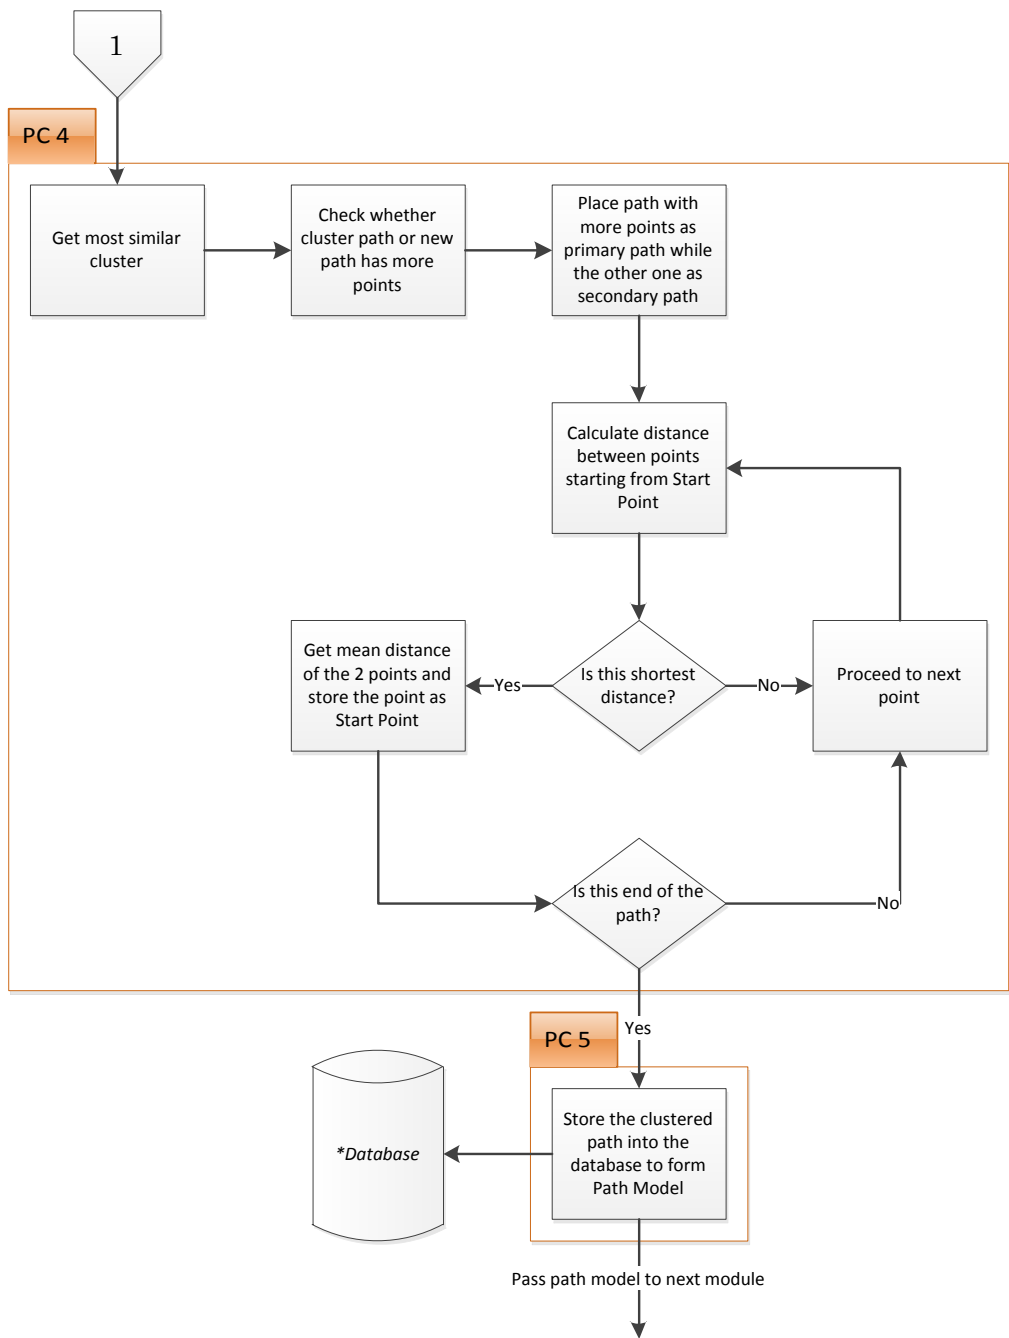 1
PC 4
Get most similar
cluster
Check whether
cluster path or new
path has more
points
Place path with
more points as
primary path while
the other one as
secondary path
Calculate distance
between points
starting from Start
Point
Get mean distance
of the 2 points and
store the point as
Start Point
Yes
Is this shortest
distance?
No
Proceed to next
point
Is this end of the
path?
No
Yes
PC 5
*Database
Store the clustered
path into the
database to form
Path Model
Pass path model to next module